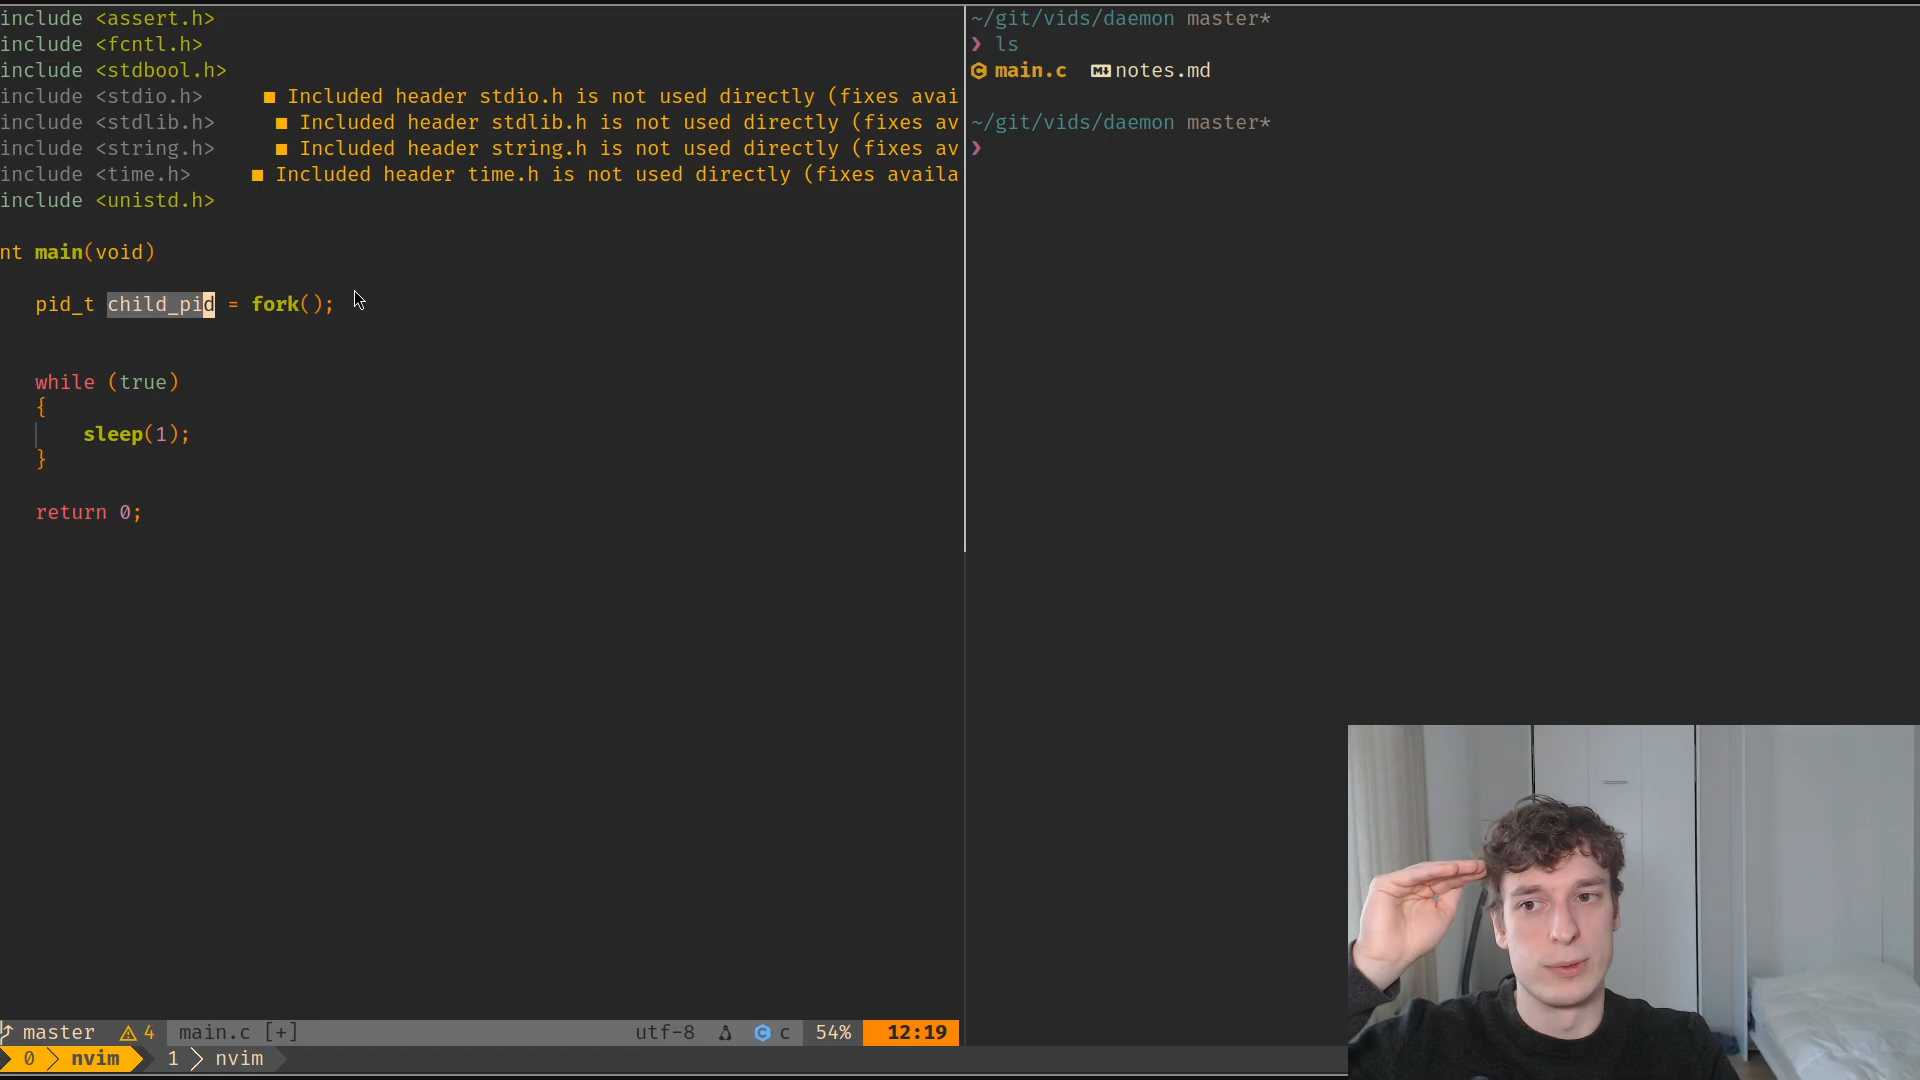 include <assert.h>
include <fcntl.h>
include <stdbool.h>
include <stdio.h> ■ Included header stdio.h is not used directly (fixes avai
include <stdlib.h> ■ Included header stdlib.h is not used directly (fixes av
include <string.h> ■ Included header string.h is not used directly (fixes av
include <time.h> ■ Included header time.h is not used directly (fixes availa
include <unistd.h>
nt main(void)
pid_t child_pid = fork();
while (true)
{
sleep(1);
}
return 0;
master ⚠ 4 main.c [+] utf-8 c 54% 12:19
0 nvim 1 nvim
~/git/vids/daemon master*
❯ ls
main.c notes.md
~/git/vids/daemon master*
❯